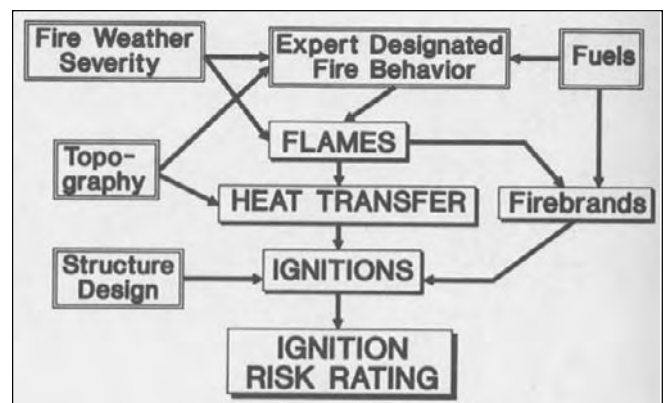 Fire Weather
Severity
Expert Designated
Fire Behavior
Fuels
FLAMES
Topo-
graphy
HEAT TRANSFER
Firebrands
Structure
Design
IGNITIONS
IGNITION
RISK RATING